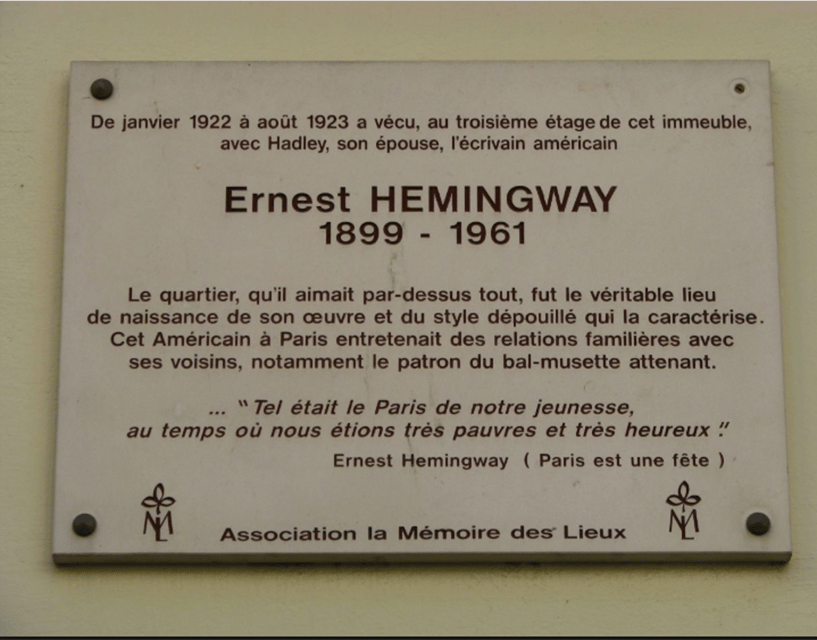 De janvier 1922 à août 1923 a vécu, au troisième étage de cet immeuble,
avec Hadley, son épouse, l'écrivain américain
Ernest HEMINGWAY
1899 - 1961
Le quartier, qu'il aimait par-dessus tout, fut le véritable lieu
de naissance de son œuvre et du style dépouillé qui la caractérise.
Cet Américain à Paris entretenait des relations familières avec
ses voisins, notamment le patron du bal-musette attenant.
... “ Tel était le Paris de notre jeunesse,
au temps où nous étions très pauvres et très heureux ”.
Ernest Hemingway ( Paris est une fête )
ML ML
Association la Mémoire des Lieux